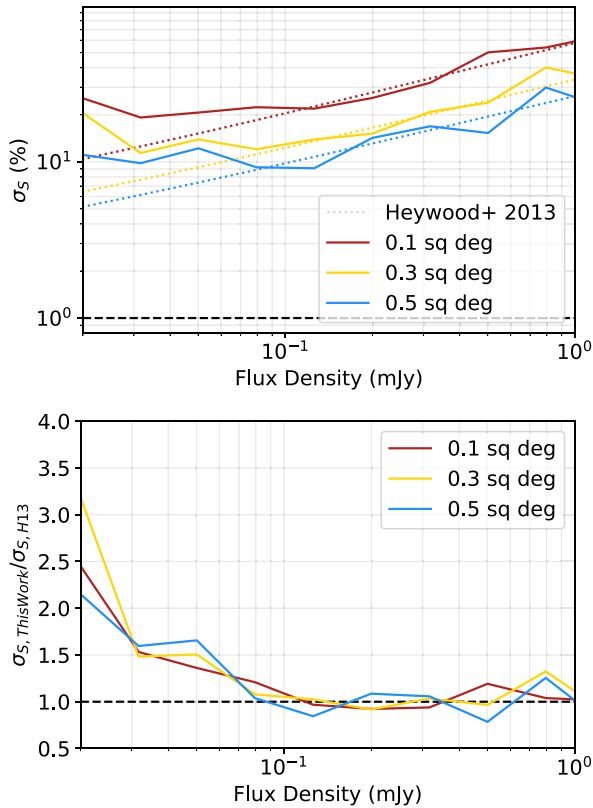 σ_S (%)
10¹
10⁰
Heywood+ 2013
0.1 sq deg
0.3 sq deg
0.5 sq deg
10⁻¹
10⁰
Flux Density (mJy)
σ_{S,ThisWork}/σ_{S,H13}
4.0
3.5
3.0
2.5
2.0
1.5
1.0
0.5
0.1 sq deg
0.3 sq deg
0.5 sq deg
10⁻¹
10⁰
Flux Density (mJy)